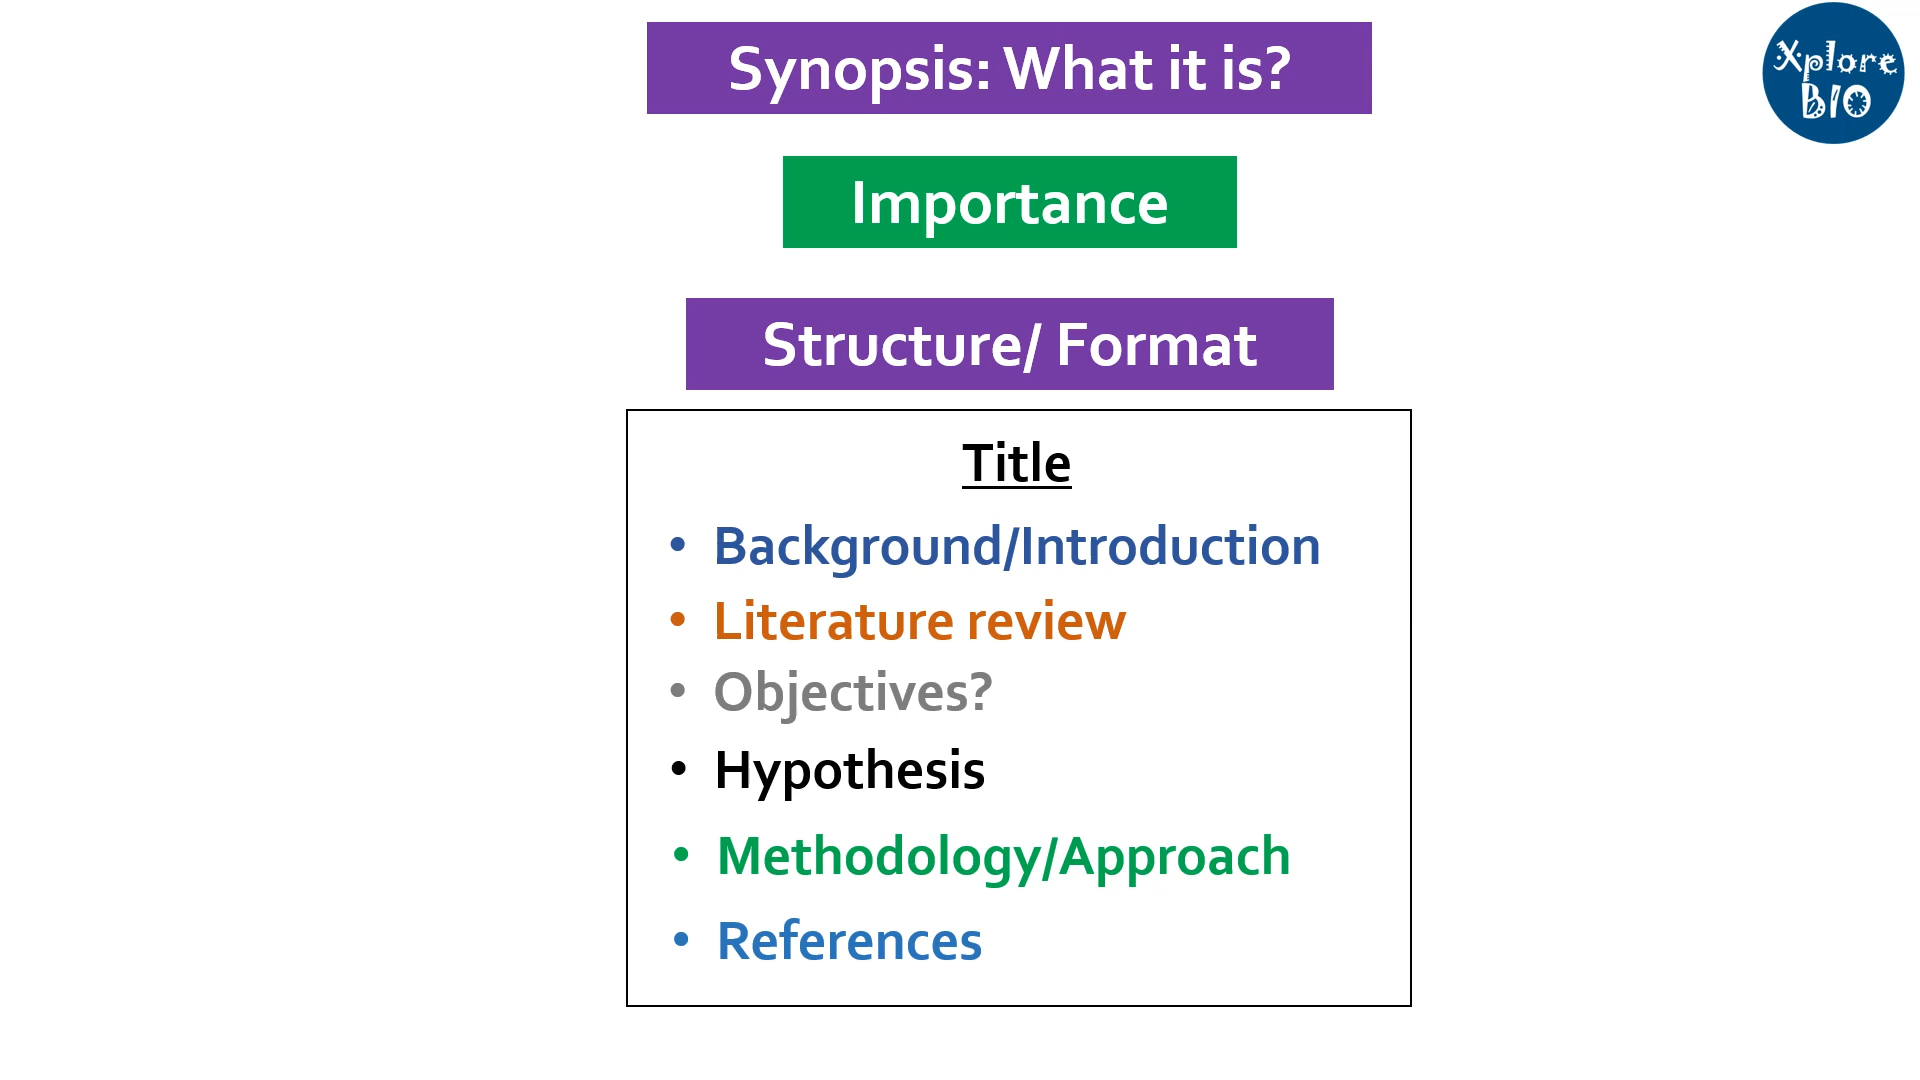 Synopsis: What it is?
Xplore
BIO
Importance
Structure/ Format
Title
• Background/Introduction
• Literature review
• Objectives?
• Hypothesis
• Methodology/Approach
• References